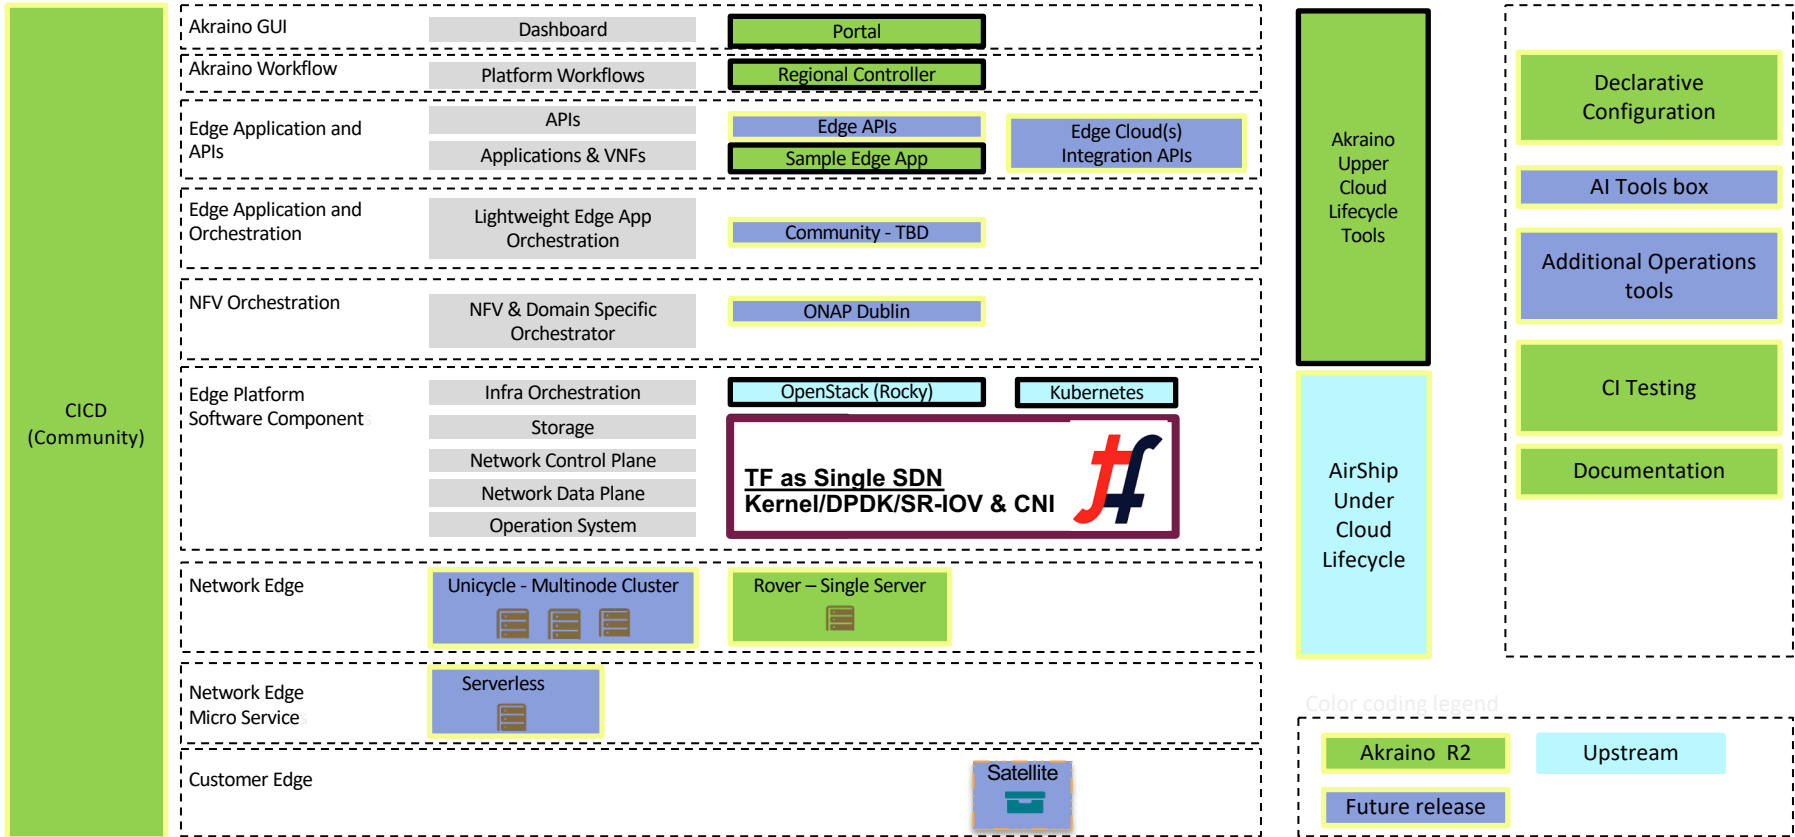 CICD
(Community)
Akraino GUI
Dashboard
Portal
Akraino Workflow
Platform Workflows
Regional Controller
Edge Application and
APIs
APIs
Edge APIs
Applications & VNFs
Sample Edge App
Edge Cloud(s)
Integration APIs
Edge Application and
Orchestration
Lightweight Edge App
Orchestration
Community - TBD
NFV Orchestration
NFV & Domain Specific
Orchestrator
ONAP Dublin
Edge Platform
Software Components
Infra Orchestration
OpenStack (Rocky)
Kubernetes
Storage
Network Control Plane
Network Data Plane
Operation System
TF as Single SDN
Kernel/DPDK/SR-IOV & CNI
Network Edge
Unicycle - Multinode Cluster
Rover – Single Server
Network Edge
Micro Services
Serverless
Customer Edge
Satellite
Akraino
Upper
Cloud
Lifecycle
Tools
AirShip
Under
Cloud
Lifecycle
Declarative
Configuration
AI Tools box
Additional Operations
tools
CI Testing
Documentation
Color coding legend
Akraino R2
Upstream
Future release